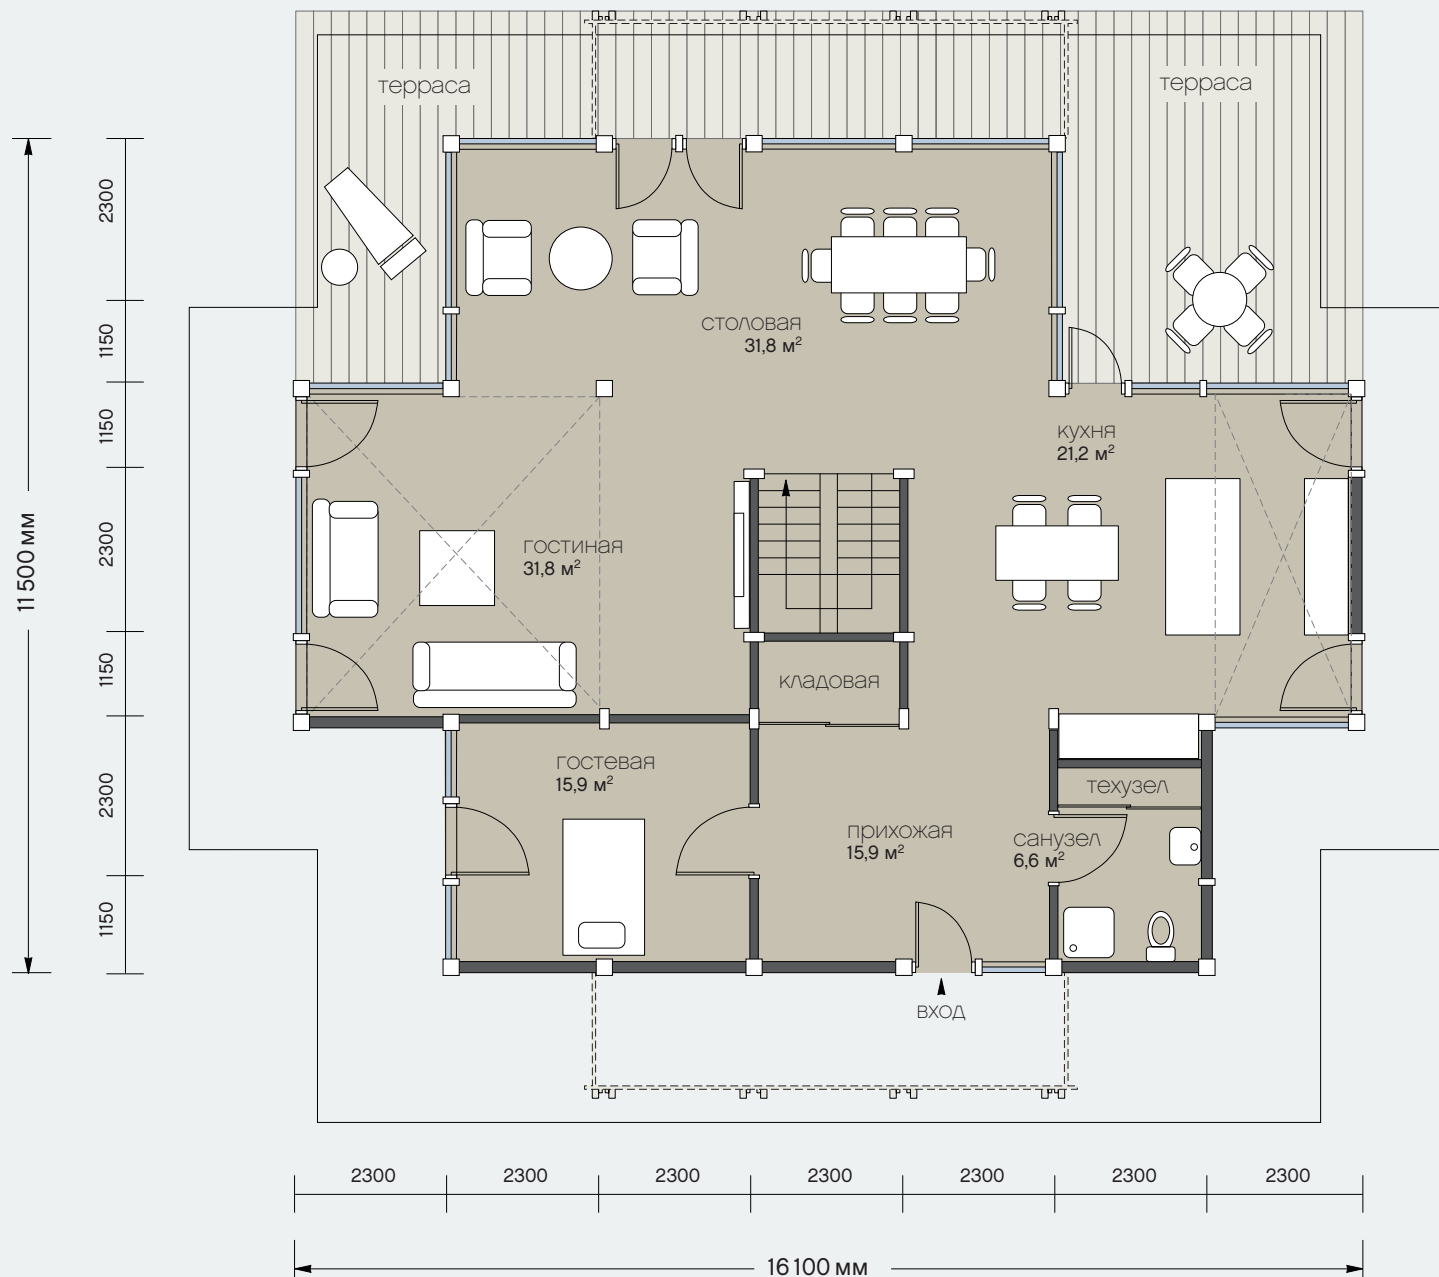 терраса
терраса
столовая
31,8 м²
кухня
21,2 м²
гостиная
31,8 м²
кладовая
гостевая
15,9 м²
техузел
прихожая
15,9 м²
санузел
6,6 м²
вход
2300
1150
1150
2300
1150
2300
1150
11 500 мм
2300 2300 2300 2300 2300 2300 2300
16 100 мм